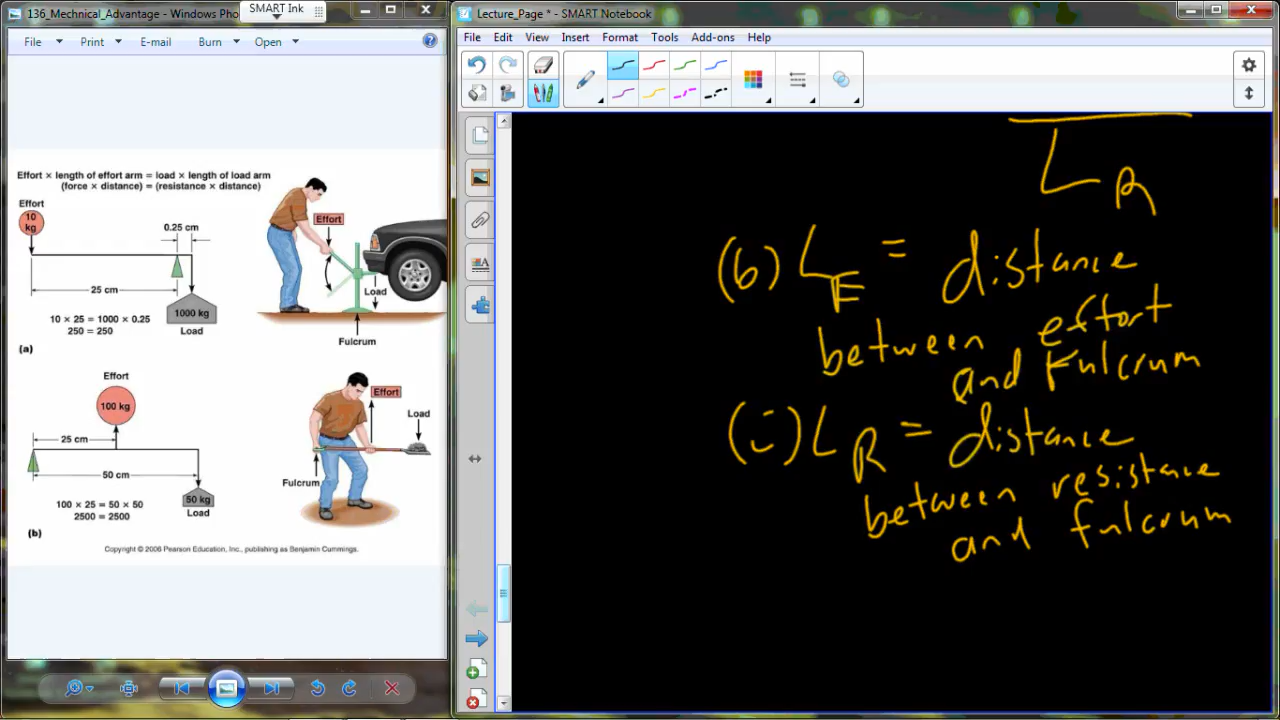 136_Mechnical_Advantage - Windows Pho
SMART Ink
File Print E-mail Burn Open
Effort × length of effort arm = load × length of load arm
(force × distance) = (resistance × distance)
Effort
10
kg
0.25 cm
25 cm
1000 kg
10 × 25 = 1000 × 0.25
250 = 250
Load
(a)
Effort
Load
Fulcrum
Effort
100 kg
25 cm
50 cm
50 kg
100 × 25 = 50 × 50
Load
2500 = 2500
(b)
Effort
Load
Fulcrum
Copyright © 2006 Pearson Education, Inc., publishing as Benjamin Cummings.
Lecture_Page * - SMART Notebook
File Edit View Insert Format Tools Add-ons Help
L R
(b) L E = distance
between effort
and Fulcrum
(c) L R = distance
between resistance
and fulcrum